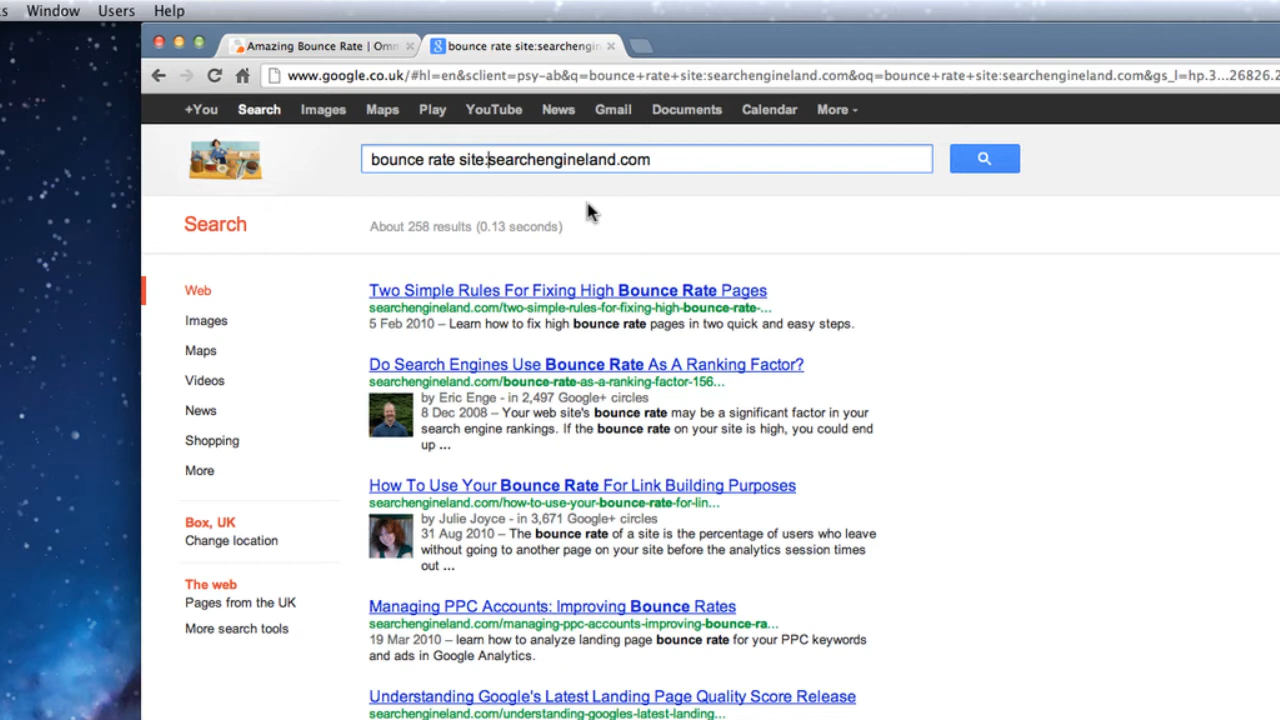 Window Users Help
Amazing Bounce Rate | Omn
bounce rate site:searchengin
www.google.co.uk/#hl=en&sclient=psy-ab&q=bounce+rate+site:searchengineland.com&oq=bounce+rate+site:searchengineland.com&gs_l=hp.3...26826.2
+You Search Images Maps Play YouTube News Gmail Documents Calendar More
bounce rate site:searchengineland.com
Search
About 258 results (0.13 seconds)
Web
Images
Maps
Videos
News
Shopping
More
Box, UK
Change location
The web
Pages from the UK
More search tools
Two Simple Rules For Fixing High Bounce Rate Pages
searchengineland.com/two-simple-rules-for-fixing-high-bounce-rate-...
5 Feb 2010 – Learn how to fix high bounce rate pages in two quick and easy steps.
Do Search Engines Use Bounce Rate As A Ranking Factor?
searchengineland.com/bounce-rate-as-a-ranking-factor-156...
by Eric Enge - in 2,497 Google+ circles
8 Dec 2008 – Your web site's bounce rate may be a significant factor in your
search engine rankings. If the bounce rate on your site is high, you could end
up ...
How To Use Your Bounce Rate For Link Building Purposes
searchengineland.com/how-to-use-your-bounce-rate-for-lin...
by Julie Joyce - in 3,671 Google+ circles
31 Aug 2010 – The bounce rate of a site is the percentage of users who leave
without going to another page on your site before the analytics session times
out ...
Managing PPC Accounts: Improving Bounce Rates
searchengineland.com/managing-ppc-accounts-improving-bounce-ra...
19 Mar 2010 – learn how to analyze landing page bounce rate for your PPC keywords
and ads in Google Analytics.
Understanding Google's Latest Landing Page Quality Score Release
searchengineland.com/understanding-googles-latest-landing...